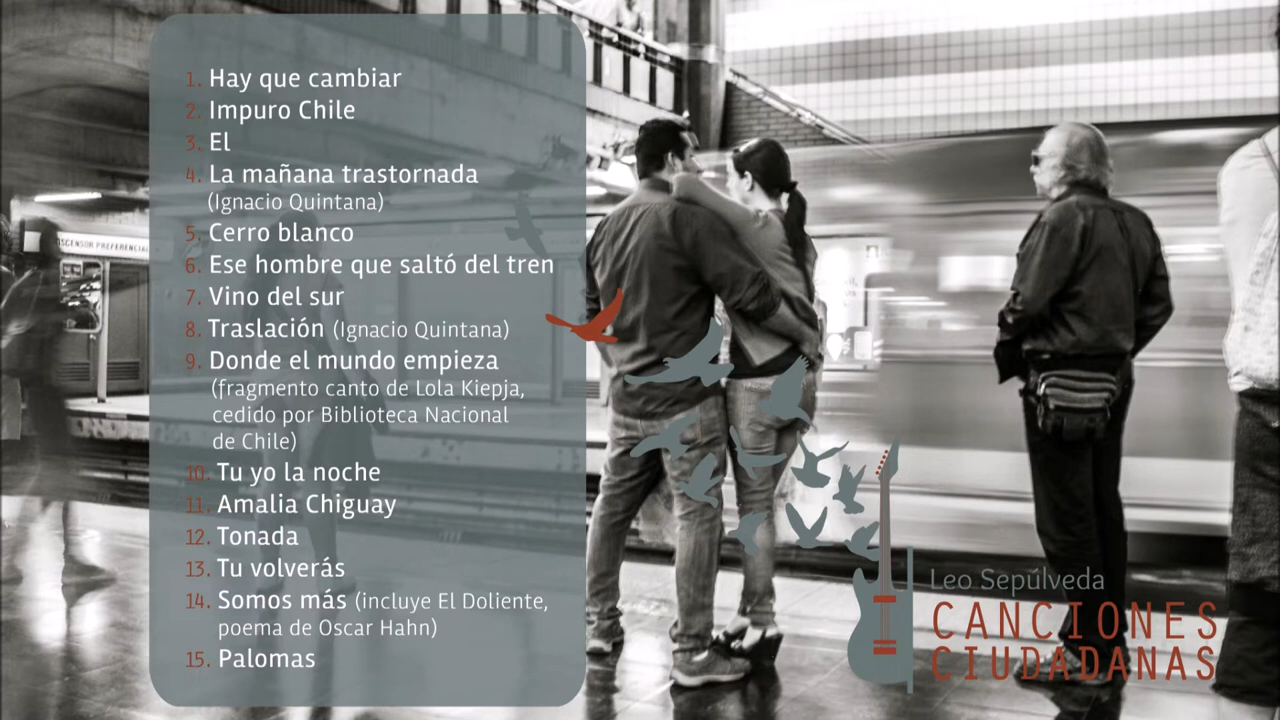 1. Hay que cambiar
2. Impuro Chile
3. El
4. La mañana trastornada
(Ignacio Quintana)
5. Cerro blanco
6. Ese hombre que saltó del tren
7. Vino del sur
8. Traslación (Ignacio Quintana)
9. Donde el mundo empieza
(fragmento canto de Lola Kiepja,
cedido por Biblioteca Nacional
de Chile)
10. Tu yo la noche
11. Amalia Chiguay
12. Tonada
13. Tu volverás
14. Somos más (incluye El Doliente,
poema de Oscar Hahn)
15. Palomas
ASCENSOR PREFERENCIAL
Leo Sepúlveda
CANCIONES
CIUDADANAS